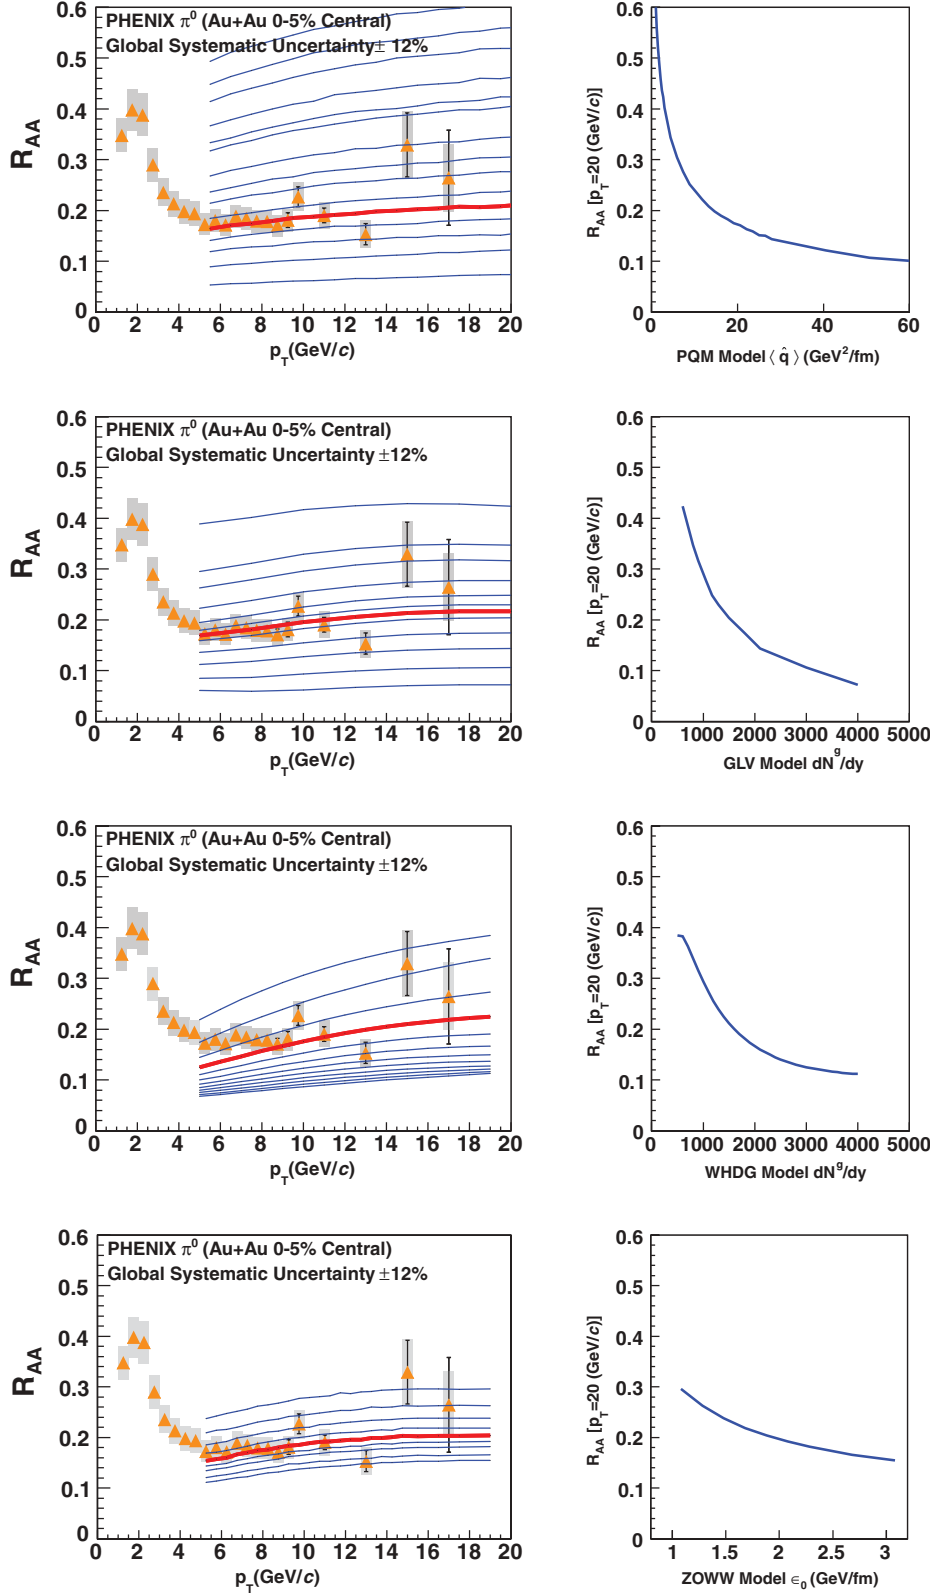 PHENIX π⁰ (Au+Au 0-5% Central)
Global Systematic Uncertainty ± 12%
R_AA
0.6
0.5
0.4
0.3
0.2
0.1
0
0 2 4 6 8 10 12 14 16 18 20
p_T(GeV/c)
R_AA [p_T=20 (GeV/c)]
0.6
0.5
0.4
0.3
0.2
0.1
0
0 20 40 60
PQM Model ⟨ q̂ ⟩ (GeV²/fm)
PHENIX π⁰ (Au+Au 0-5% Central)
Global Systematic Uncertainty ±12%
R_AA
0.6
0.5
0.4
0.3
0.2
0.1
0
0 2 4 6 8 10 12 14 16 18 20
p_T(GeV/c)
R_AA [p_T=20 (GeV/c)]
0.6
0.5
0.4
0.3
0.2
0.1
0
0 1000 2000 3000 4000 5000
GLV Model dN^g/dy
PHENIX π⁰ (Au+Au 0-5% Central)
Global Systematic Uncertainty ±12%
R_AA
0.6
0.5
0.4
0.3
0.2
0.1
0
0 2 4 6 8 10 12 14 16 18 20
p_T(GeV/c)
R_AA [p_T=20 (GeV/c)]
0.6
0.5
0.4
0.3
0.2
0.1
0
0 1000 2000 3000 4000 5000
WHDG Model dN^g/dy
PHENIX π⁰ (Au+Au 0-5% Central)
Global Systematic Uncertainty ±12%
R_AA
0.6
0.5
0.4
0.3
0.2
0.1
0
0 2 4 6 8 10 12 14 16 18 20
p_T(GeV/c)
R_AA [p_T=20 (GeV/c)]
0.6
0.5
0.4
0.3
0.2
0.1
0
1 1.5 2 2.5 3
ZOWW Model ε₀ (GeV/fm)